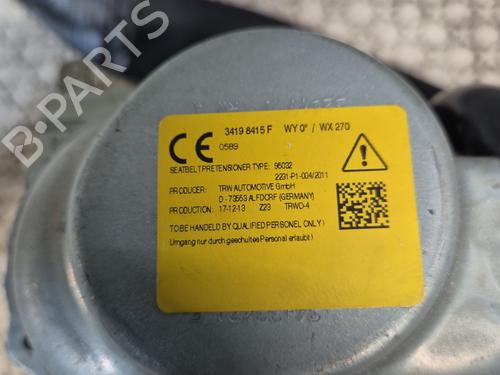 3419 8415 F WY 0° / WX 270
CE
0589
SEATBELTPRETENSIONER TYPE: 95032
2231-P1-004/2011
PRODUCER: TRW AUTOMOTIVE GmbH
D - 73553 ALFDORF (GERMANY)
PRODUCTION: 17-12-13 Z23 TRWO-4
TO BE HANDELED BY QUALIFIED PERSONEL ONLY )
Umgang nur durch geschultes Personal erlaubt )
B-PARTS